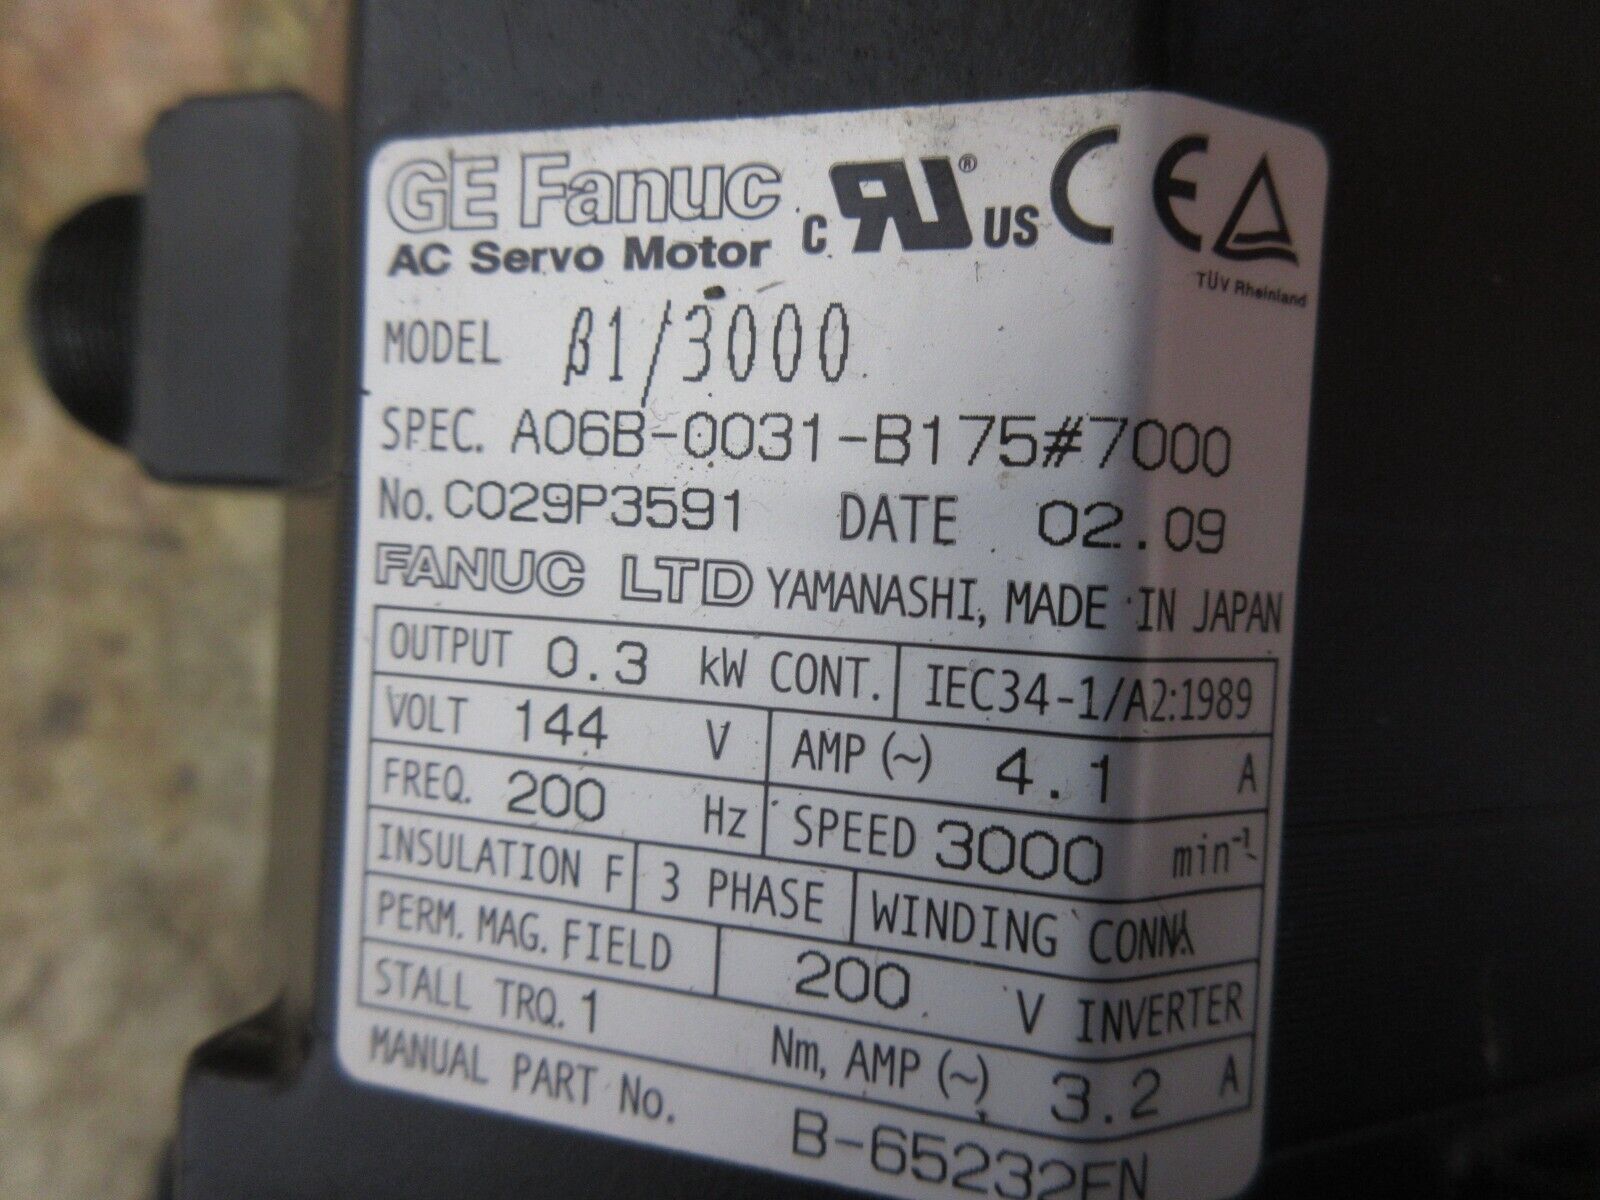 GE Fanuc c RU ® US CE
AC Servo Motor TÜV Rheinland
MODEL β1/3000
SPEC. A06B-0031-B175#7000
No. C029P3591 DATE 02.09
FANUC LTD YAMANASHI, MADE IN JAPAN
OUTPUT 0.3 kW CONT. IEC34-1/A2:1989
VOLT 144 V AMP (~) 4.1 A
FREQ. 200 Hz SPEED 3000 min⁻¹
INSULATION F 3 PHASE WINDING CONN.
PERM. MAG. FIELD 200 V INVERTER
STALL TRQ. 1 Nm, AMP (~) 3.2 A
MANUAL PART No. B-65232EN